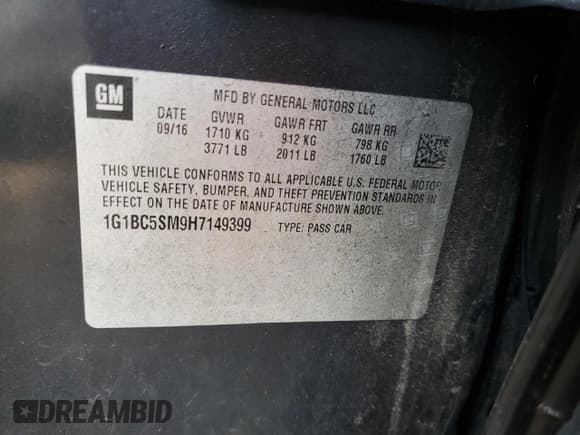 GM
MFD BY GENERAL MOTORS LLC
DATE GVWR GAWR FRT GAWR RR
09/16 1710 KG 912 KG 798 KG
3771 LB 2011 LB 1760 LB
THIS VEHICLE CONFORMS TO ALL APPLICABLE U.S. FEDERAL MOTOR
VEHICLE SAFETY, BUMPER, AND THEFT PREVENTION STANDARDS IN
EFFECT ON THE DATE OF MANUFACTURE SHOWN ABOVE.
1G1BC5SM9H7149399 TYPE: PASS CAR
DREAMBID